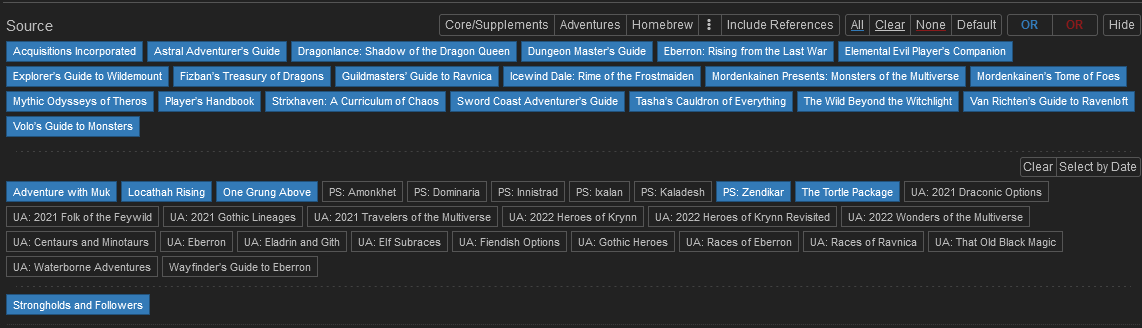 Source Core/Supplements Adventures Homebrew Include References All Clear None Default OR OR Hide
Acquisitions Incorporated Astral Adventurer's Guide Dragonlance: Shadow of the Dragon Queen Dungeon Master's Guide Eberron: Rising from the Last War Elemental Evil Player's Companion
Explorer's Guide to Wildemount Fizban's Treasury of Dragons Guildmasters' Guide to Ravnica Icewind Dale: Rime of the Frostmaiden Mordenkainen Presents: Monsters of the Multiverse Mordenkainen's Tome of Foes
Mythic Odysseys of Theros Player's Handbook Strixhaven: A Curriculum of Chaos Sword Coast Adventurer's Guide Tasha's Cauldron of Everything The Wild Beyond the Witchlight Van Richten's Guide to Ravenloft
Volo's Guide to Monsters
Clear Select by Date
Adventure with Muk Locathah Rising One Grung Above PS: Amonkhet PS: Dominaria PS: Innistrad PS: Ixalan PS: Kaladesh PS: Zendikar The Tortle Package UA: 2021 Draconic Options
UA: 2021 Folk of the Feywild UA: 2021 Gothic Lineages UA: 2021 Travelers of the Multiverse UA: 2022 Heroes of Krynn UA: 2022 Heroes of Krynn Revisited UA: 2022 Wonders of the Multiverse
UA: Centaurs and Minotaurs UA: Eberron UA: Eladrin and Gith UA: Elf Subraces UA: Fiendish Options UA: Gothic Heroes UA: Races of Eberron UA: Races of Ravnica UA: That Old Black Magic
UA: Waterborne Adventures Wayfinder's Guide to Eberron
Strongholds and Followers